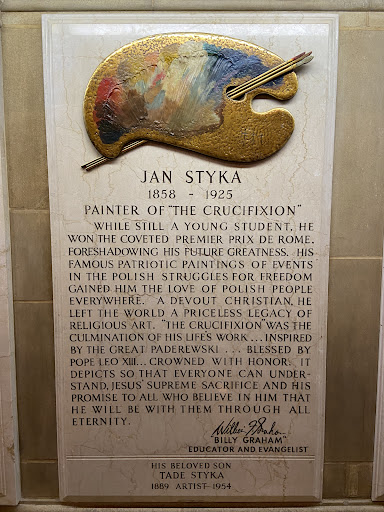 JAN STYKA
1858 - 1925
PAINTER OF "THE CRUCIFIXION"
WHILE STILL A YOUNG STUDENT, HE
WON THE COVETED PREMIER PRIX DE ROME.
FORESHADOWING HIS FUTURE GREATNESS. HIS
FAMOUS PATRIOTIC PAINTINGS OF EVENTS
IN THE POLISH STRUGGLES FOR FREEDOM
GAINED HIM THE LOVE OF POLISH PEOPLE
EVERYWHERE. A DEVOUT CHRISTIAN, HE
LEFT THE WORLD A PRICELESS LEGACY OF
RELIGIOUS ART. "THE CRUCIFIXION" WAS THE
CULMINATION OF HIS LIFE'S WORK... INSPIRED
BY THE GREAT PADEREWSKI... BLESSED BY
POPE LEO XIII.. CROWNED WITH HONORS. IT
DEPICTS SO THAT EVERYONE CAN UNDER-
STAND, JESUS' SUPREME SACRIFICE AND HIS
PROMISE TO ALL WHO BELIEVE IN HIM THAT
HE WILL BE WITH THEM THROUGH ALL
ETERNITY.
"BILLY GRAHAM"
EDUCATOR AND EVANGELIST
HIS BELOVED SON
TADE STYKA
1889 ARTIST-1954